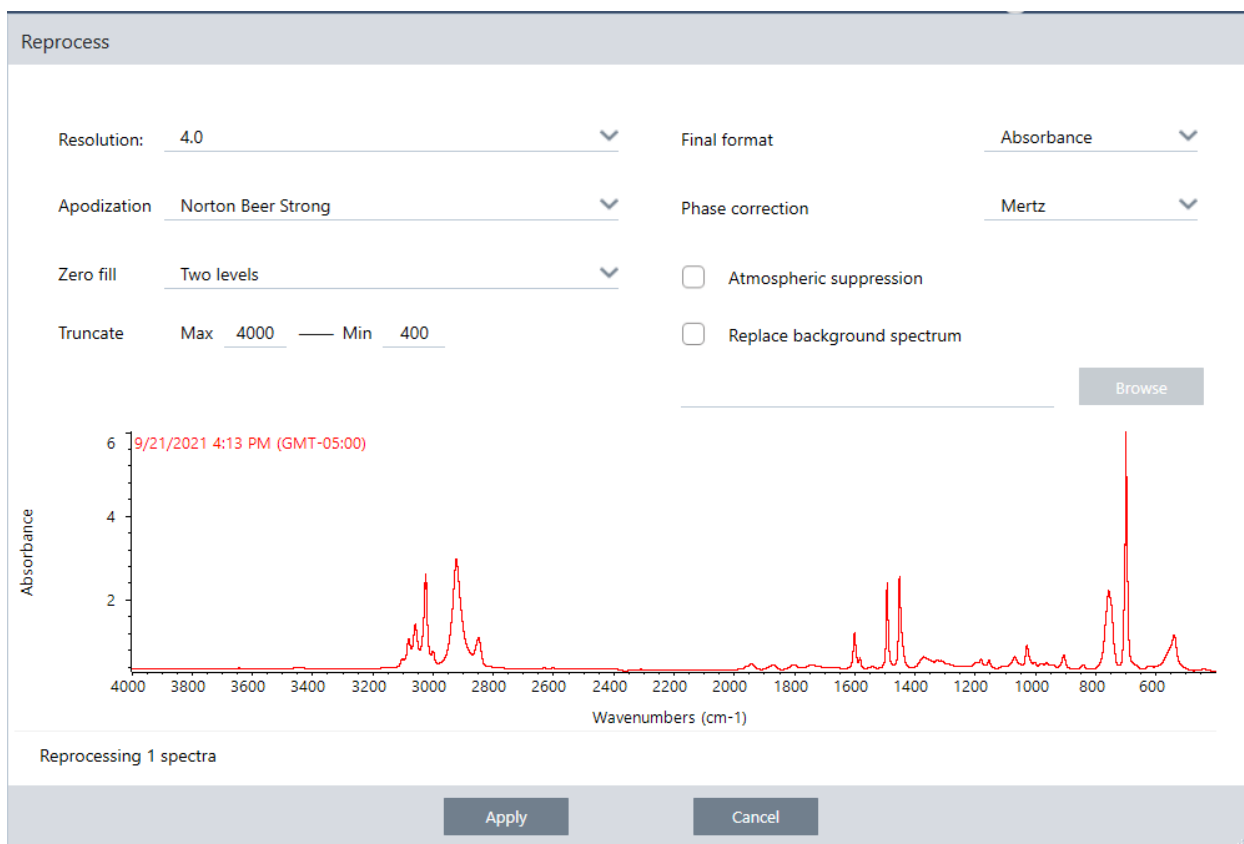 Reprocess
Resolution: 4.0 Final format Absorbance
Apodization Norton Beer Strong Phase correction Mertz
Zero fill Two levels Atmospheric suppression
Truncate Max 4000 Min 400 Replace background spectrum
Browse
6 9/21/2021 4:13 PM (GMT-05:00)
4
Absorbance
2
4000 3800 3600 3400 3200 3000 2800 2600 2400 2200 2000 1800 1600 1400 1200 1000 800 600
Wavenumbers (cm-1)
Reprocessing 1 spectra
Apply Cancel